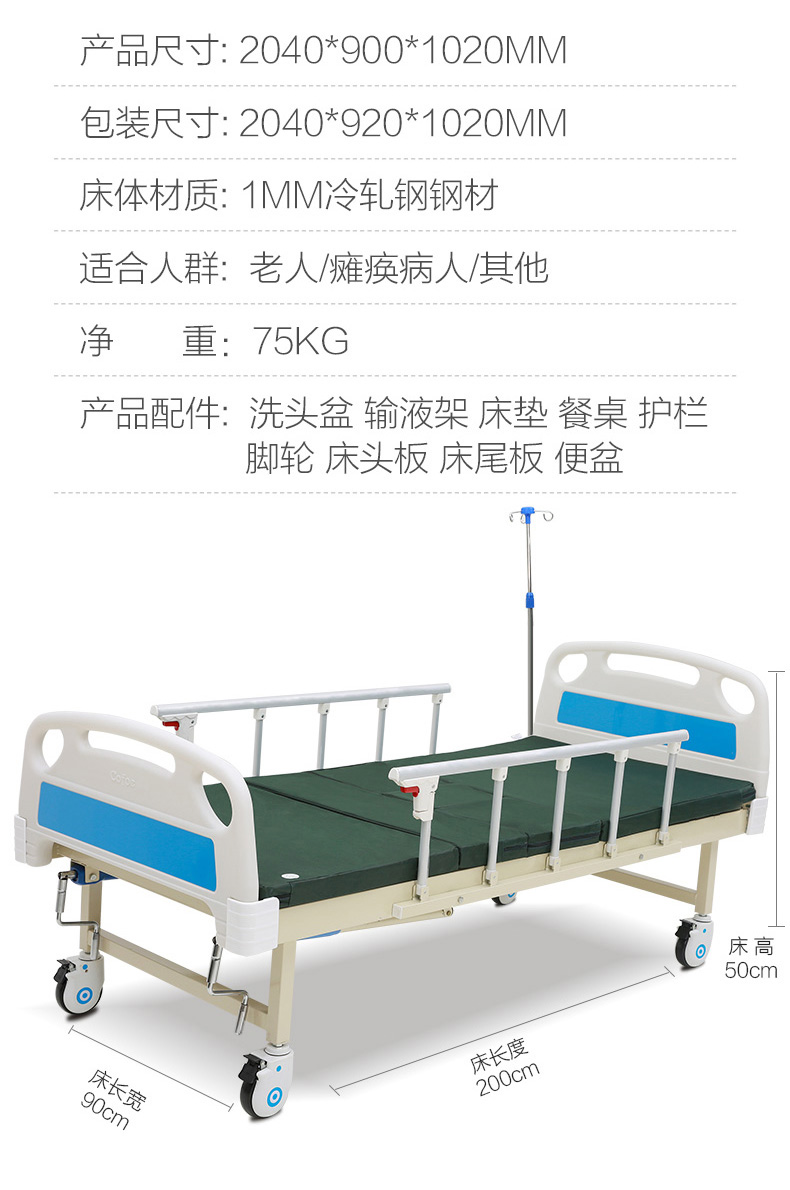 产品尺寸: 2040*900*1020MM
包装尺寸: 2040*920*1020MM
床体材质: 1MM冷轧钢钢材
适合人群: 老人/瘫痪病人/其他
净 重: 75KG
产品配件: 洗头盆 输液架 床垫 餐桌 护栏
脚轮 床头板 床尾板 便盆
床高
50cm
床长度
200cm
床长宽
90cm